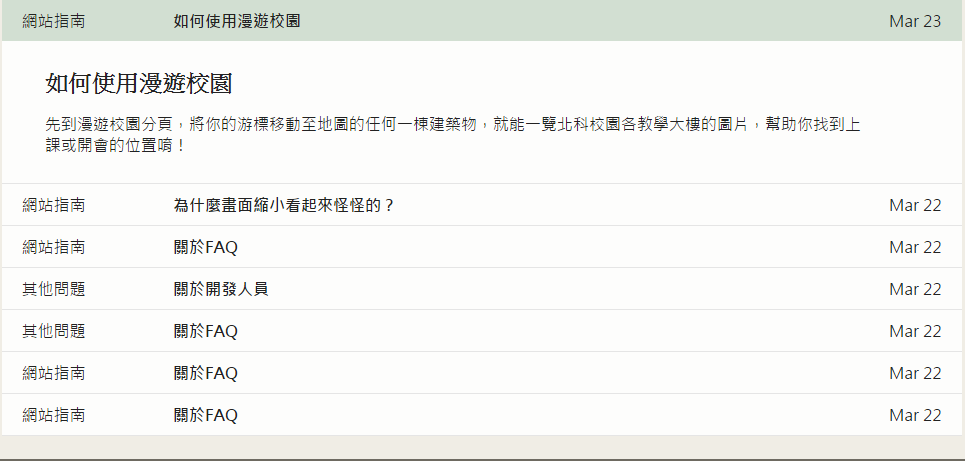 網站指南 如何使用漫遊校園 Mar 23
如何使用漫遊校園
先到漫遊校園分頁，將你的游標移動至地圖的任何一棟建築物，就能一覽北科校園各教學大樓的圖片，幫助你找到上
課或開會的位置唷！
網站指南 為什麼畫面縮小看起來怪怪的？ Mar 22
網站指南 關於FAQ Mar 22
其他問題 關於開發人員 Mar 22
其他問題 關於FAQ Mar 22
網站指南 關於FAQ Mar 22
網站指南 關於FAQ Mar 22